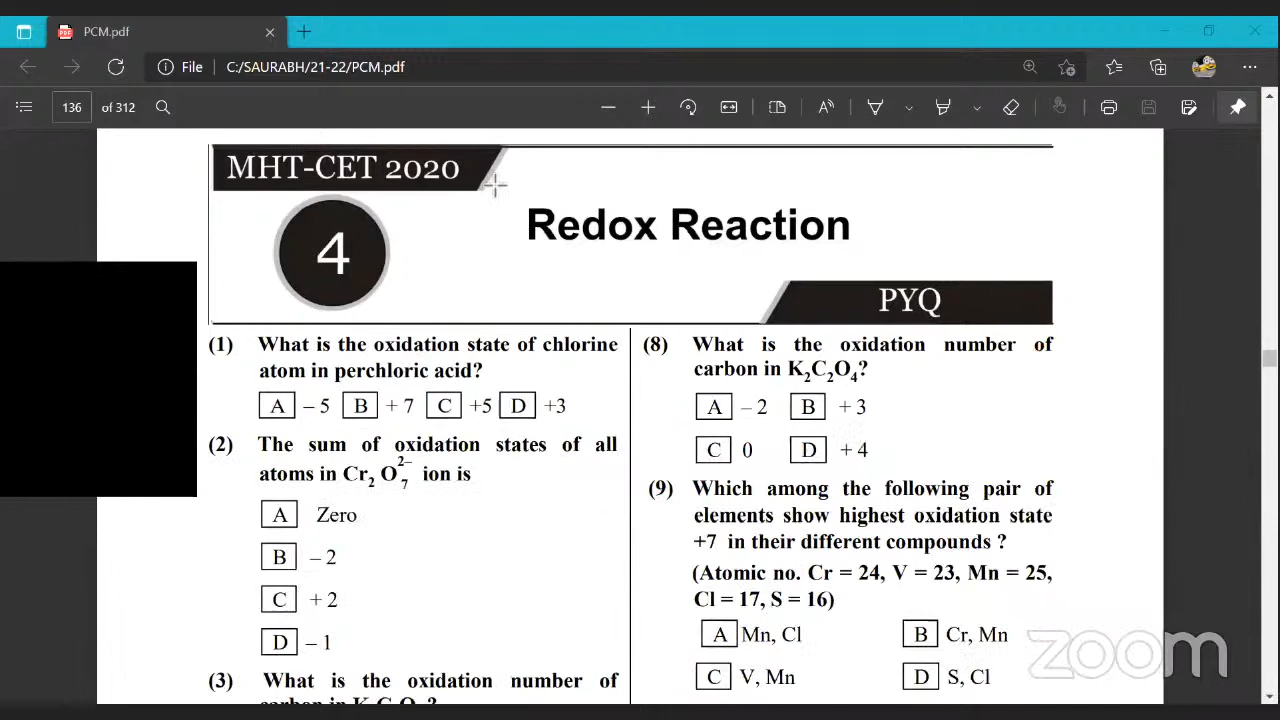 PCM.pdf
File C:/SAURABH/21-22/PCM.pdf
136 of 312
MHT-CET 2020
4
Redox Reaction
PYQ
(1) What is the oxidation state of chlorine
atom in perchloric acid?
A – 5 B + 7 C +5 D +3
(2) The sum of oxidation states of all
atoms in Cr₂ O₇²⁻ ion is
A Zero
B – 2
C + 2
D – 1
(3) What is the oxidation number of
carbon in K₂C₂O₄?
(8) What is the oxidation number of
carbon in K₂C₂O₄?
A – 2 B + 3
C 0 D + 4
(9) Which among the following pair of
elements show highest oxidation state
+7 in their different compounds ?
(Atomic no. Cr = 24, V = 23, Mn = 25,
Cl = 17, S = 16)
A Mn, Cl B Cr, Mn
C V, Mn D S, Cl
zoom